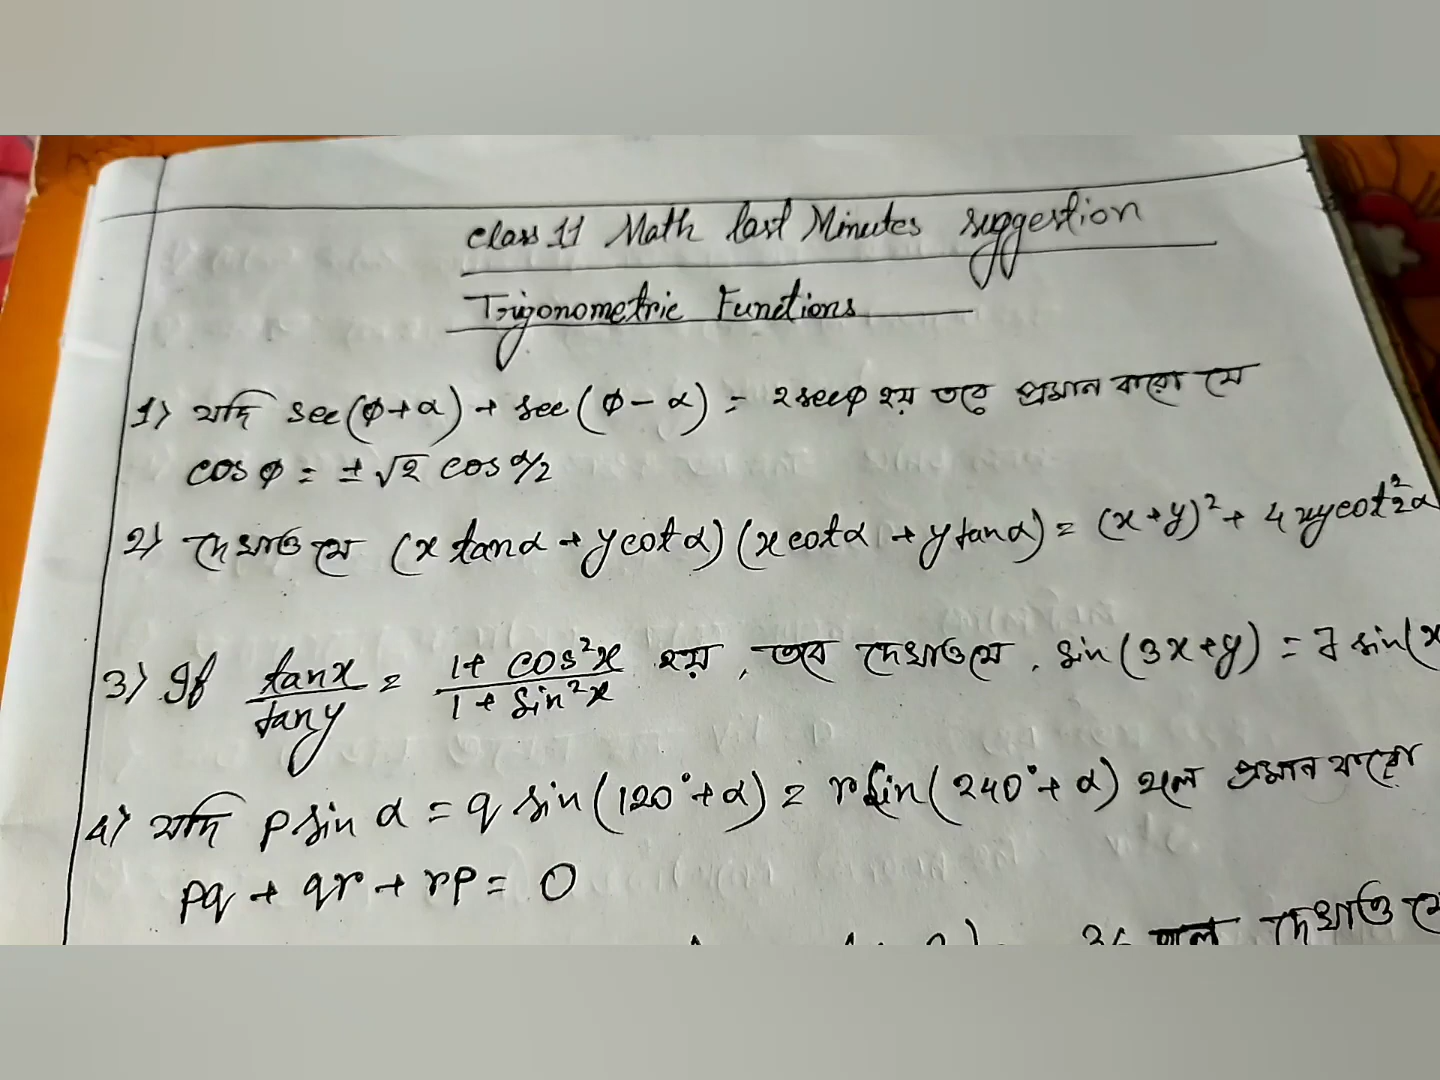 class 11 Math last Minutes suggestion
Trigonometric Functions
1) যদি sec(φ+α) + sec(φ-α) = 2secφ হয় তবে প্রমান করো যে
cosφ = ±√2 cos α/2
2) দেখাও যে (x tanα + y cotα) (x cotα + y tanα) = (x+y)² + 4xy cot²2α
3) If tanx/tany = 1+cos²x/1+sin²x হয়, তবে দেখাও যে, sin(3x+y) = 7 sin(x
4) যদি p sin α = q sin(120°+α) = r sin(240°+α) হলে প্রমান করো
pq + qr + rp = 0
দেখাও যে